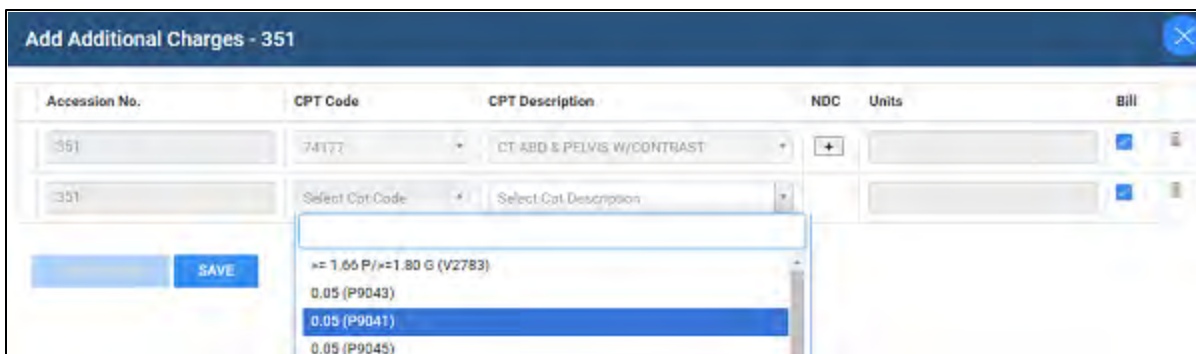 Add Additional Charges - 351
Accession No. CPT Code CPT Description NDC Units Bill
351 74177 CT ABD & PELVIS W/CONTRAST +
351 Select Cpt Code Select Cpt Description
SAVE
>= 1.66 P/>=1.80 G (V2783)
0.05 (P9043)
0.05 (P9041)
0.05 (P9045)